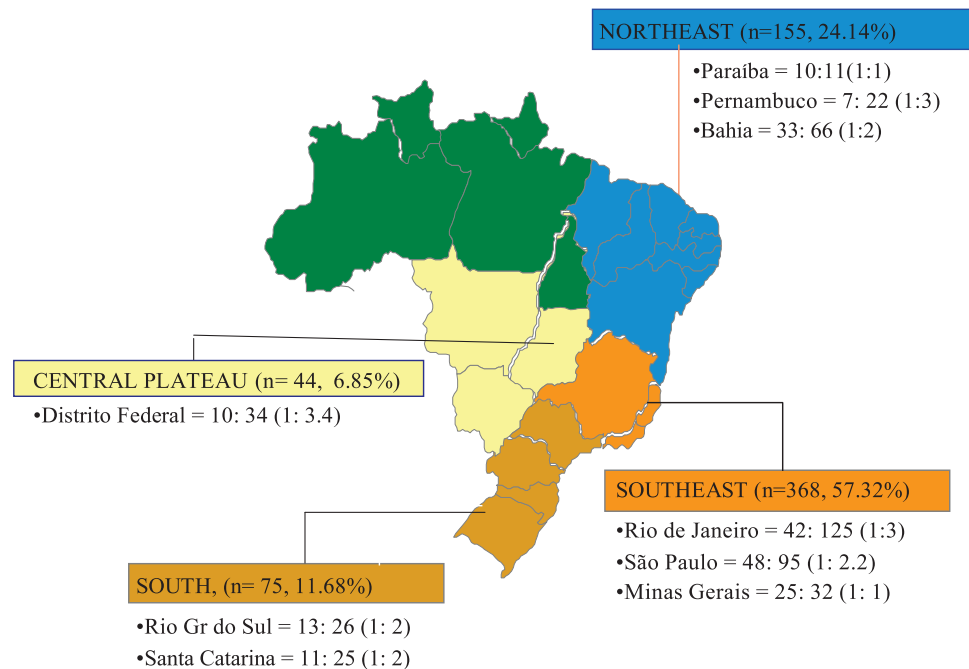 NORTHEAST (n=155, 24.14%)
•Paraíba = 10:11(1:1)
•Pernambuco = 7: 22 (1:3)
•Bahia = 33: 66 (1:2)
CENTRAL PLATEAU (n= 44, 6.85%)
•Distrito Federal = 10: 34 (1: 3.4)
SOUTHEAST (n=368, 57.32%)
•Rio de Janeiro = 42: 125 (1:3)
•São Paulo = 48: 95 (1: 2.2)
•Minas Gerais = 25: 32 (1: 1)
SOUTH, (n= 75, 11.68%)
•Rio Gr do Sul = 13: 26 (1: 2)
•Santa Catarina = 11: 25 (1: 2)